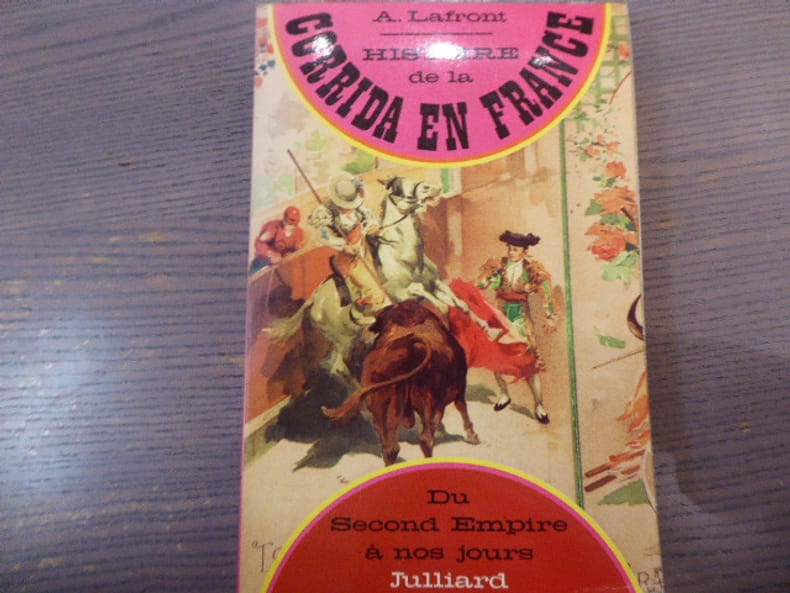 A. Lafront
HISTOIRE
de la
CORRIDA EN FRANCE
Du
Second Empire
à nos jours
Julliard